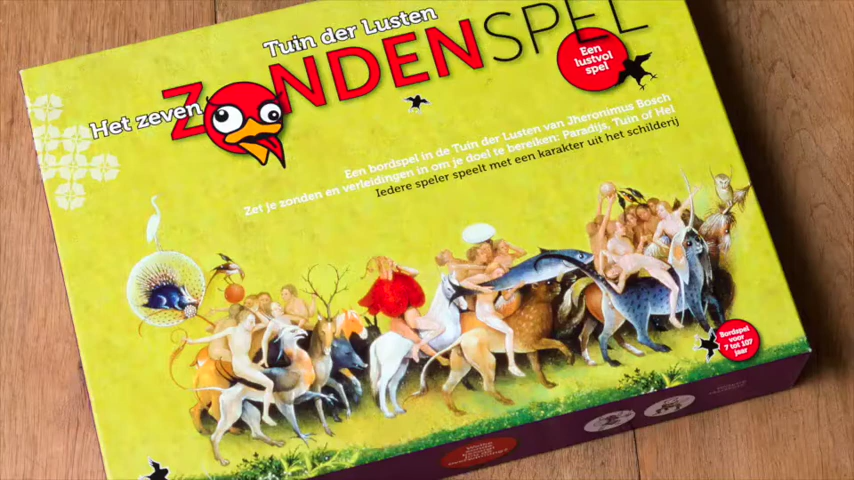 Tuin der Lusten
Het zeven
ZONDENSPEL
Een
lustvol
spel
Een bordspel in de Tuin der Lusten van Jheronimus Bosch
Zet je zonden en verleidingen in om je doel te bereiken: Paradijs, Tuin of Hel
Iedere speler speelt met een karakter uit het schilderij
Bordspel
voor
7 tot 107
jaar